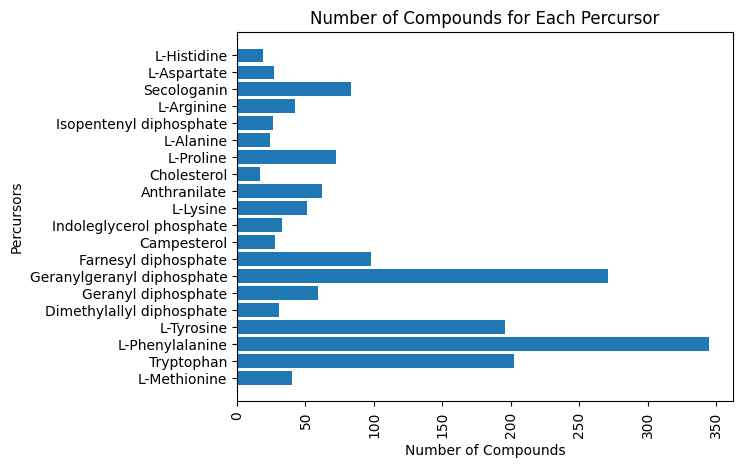 Number of Compounds for Each Percursor
Percursors
L-Histidine
L-Aspartate
Secologanin
L-Arginine
Isopentenyl diphosphate
L-Alanine
L-Proline
Cholesterol
Anthranilate
L-Lysine
Indoleglycerol phosphate
Campesterol
Farnesyl diphosphate
Geranylgeranyl diphosphate
Geranyl diphosphate
Dimethylallyl diphosphate
L-Tyrosine
L-Phenylalanine
Tryptophan
L-Methionine
0 50 100 150 200 250 300 350
Number of Compounds